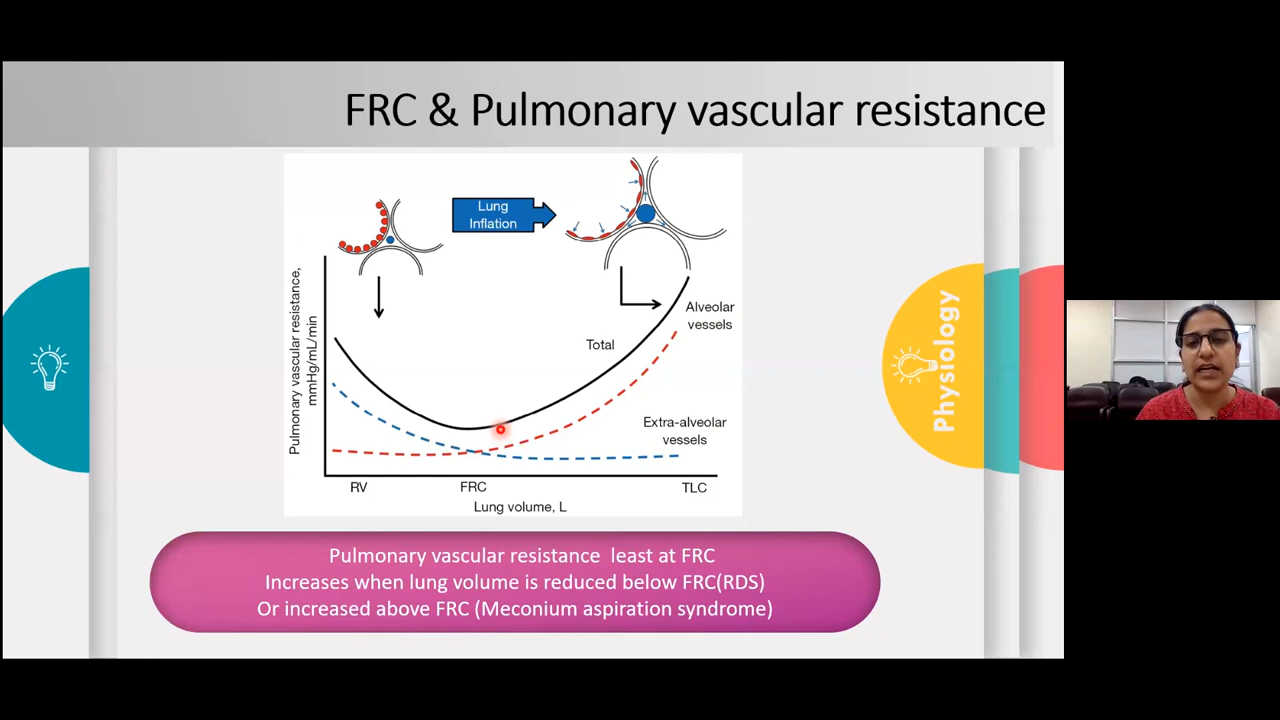 FRC & Pulmonary vascular resistance
Lung
Inflation
Pulmonary vascular resistance,
mmHg/mL/min
Alveolar
vessels
Total
Extra-alveolar
vessels
RV
FRC
TLC
Lung volume, L
Physiology
Pulmonary vascular resistance least at FRC
Increases when lung volume is reduced below FRC(RDS)
Or increased above FRC (Meconium aspiration syndrome)